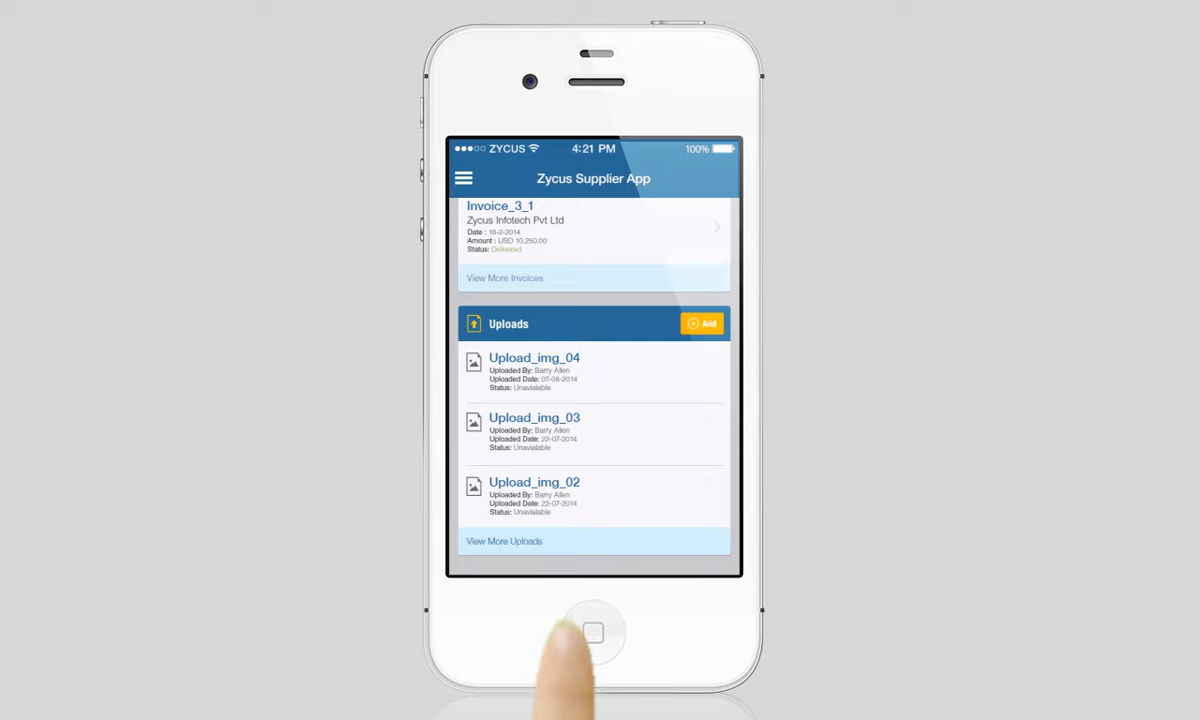 ZYCUS 4:21 PM 100%
Zycus Supplier App
Invoice_3_1
Zycus Infotech Pvt Ltd
Date : 18-2-2014
Amount : USD 10,250.00
Status: Delivered
View More Invoices
Uploads
Add
Upload_img_04
Uploaded By: Barry Allen
Uploaded Date: 07-08-2014
Status: Unavialable
Upload_img_03
Uploaded By: Barry Allen
Uploaded Date: 22-07-2014
Status: Unavialable
Upload_img_02
Uploaded By: Barry Allen
Uploaded Date: 22-07-2014
Status: Unavialable
View More Uploads